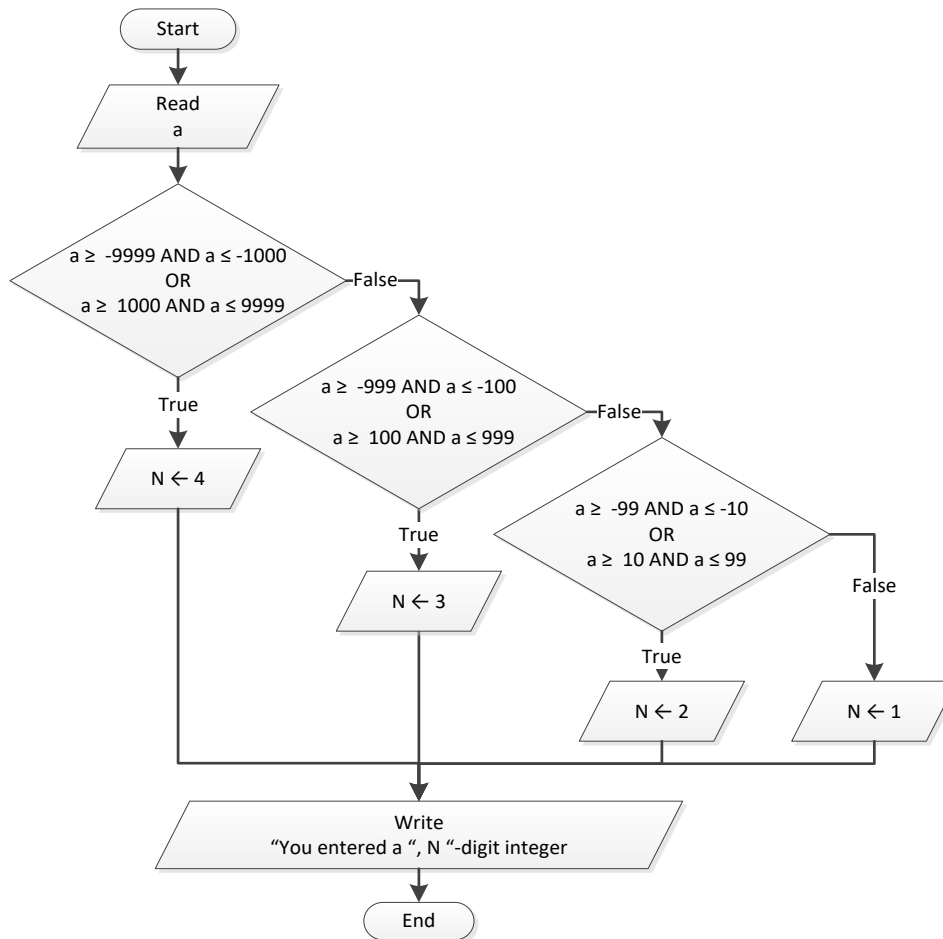 Start
Read
a
a ≥ -9999 AND a ≤ -1000
OR
a ≥ 1000 AND a ≤ 9999
False
True
a ≥ -999 AND a ≤ -100
OR
a ≥ 100 AND a ≤ 999
False
N ← 4
True
a ≥ -99 AND a ≤ -10
OR
a ≥ 10 AND a ≤ 99
False
N ← 3
True
N ← 2
N ← 1
Write
“You entered a “, N “-digit integer
End